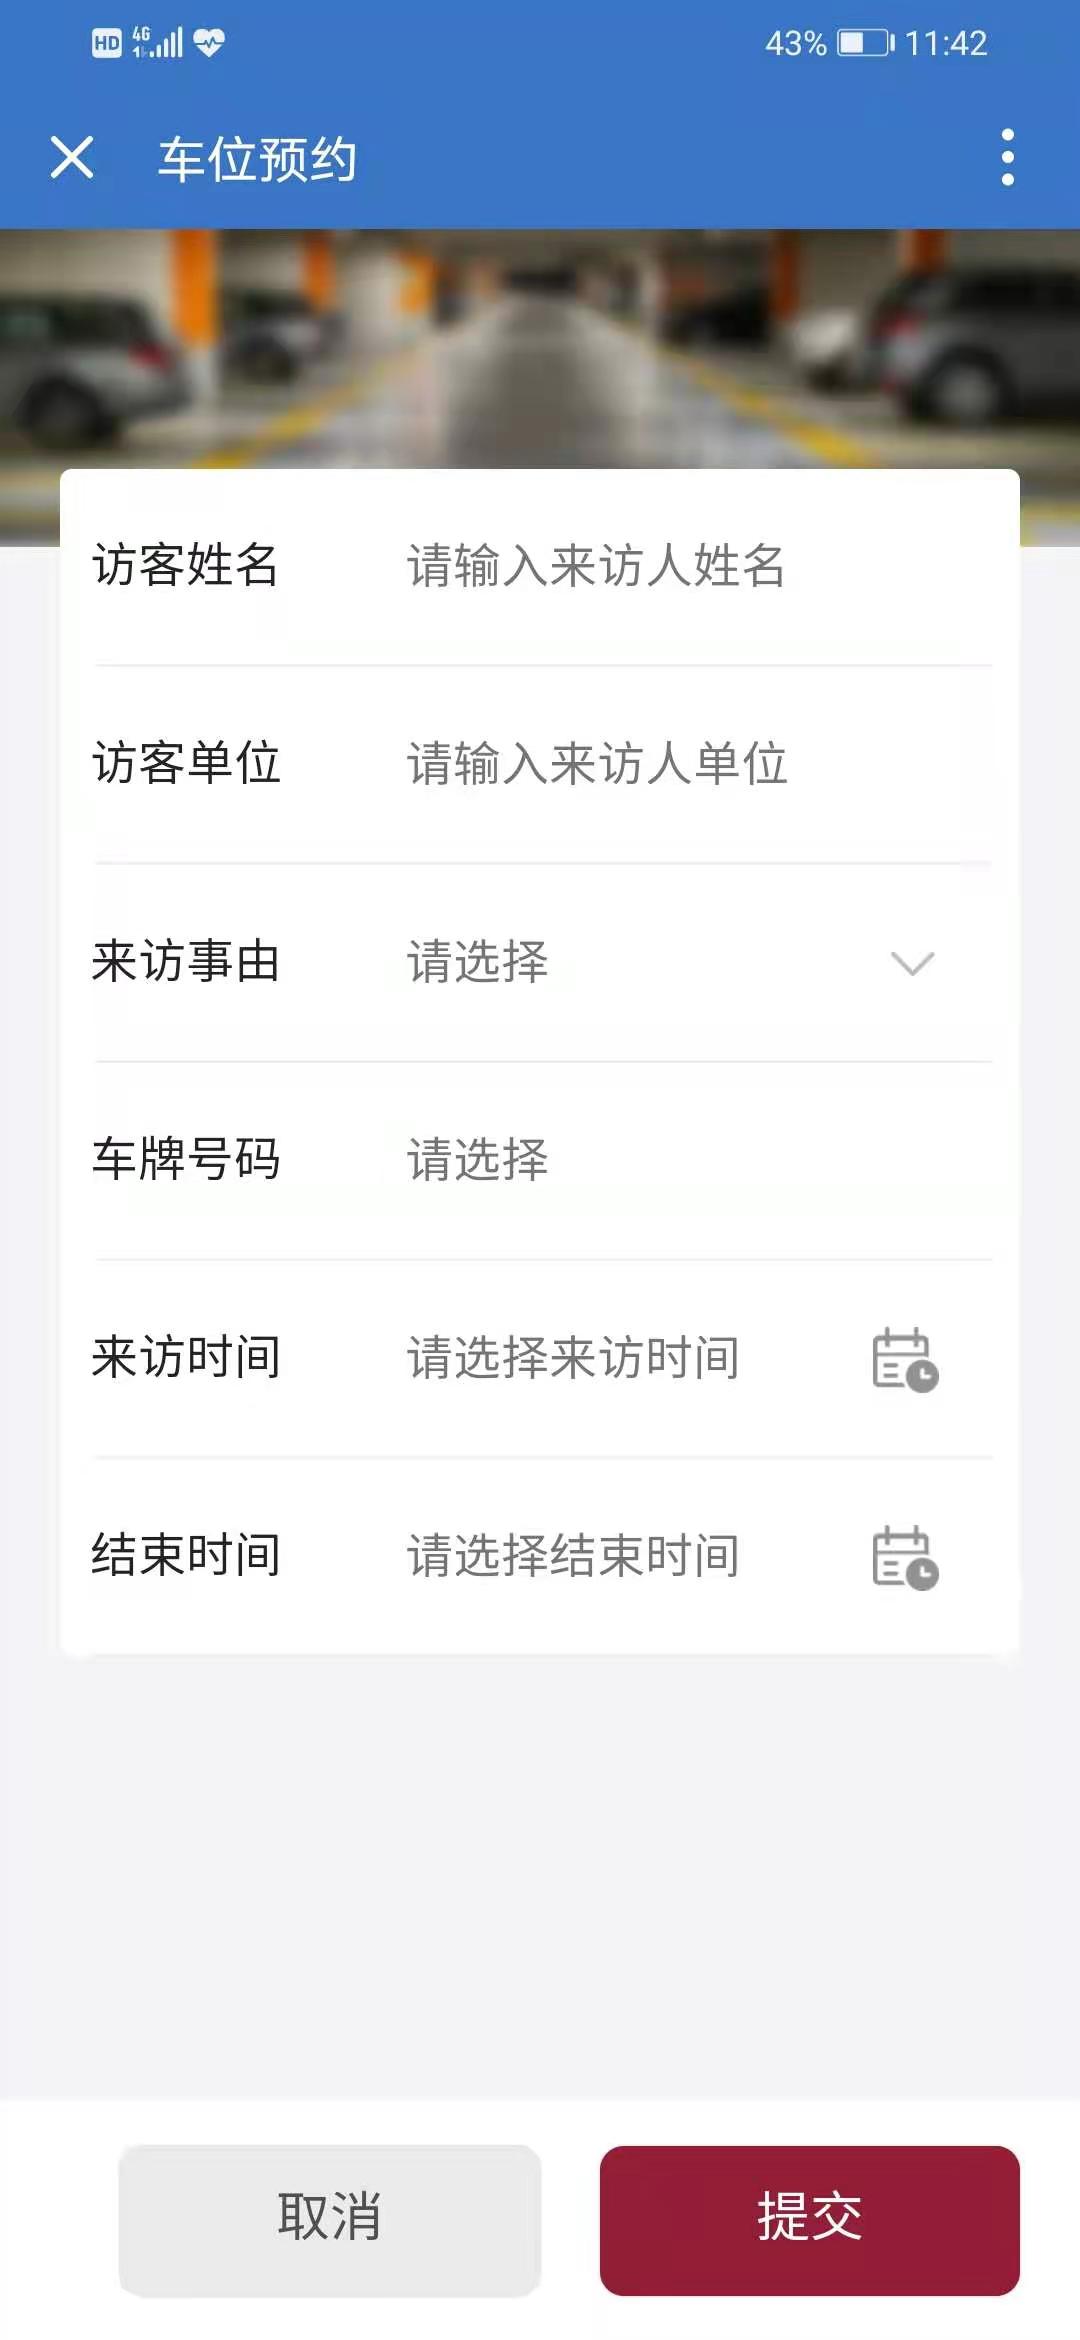 HD 4G 43% 11:42
车位预约
访客姓名 请输入来访人姓名
访客单位 请输入来访人单位
来访事由 请选择
车牌号码 请选择
来访时间 请选择来访时间
结束时间 请选择结束时间
取消 提交